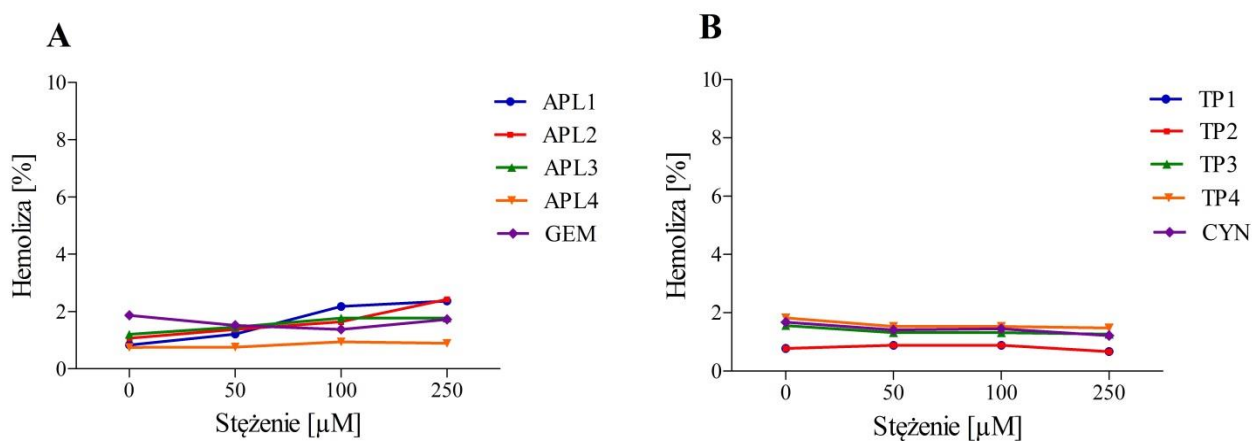 A
Hemoliza [%]
10
8
6
4
2
0
0 50 100 250
Stężenie [µM]
APL1
APL2
APL3
APL4
GEM
B
Hemoliza [%]
10
8
6
4
2
0
0 50 100 250
Stężenie [µM]
TP1
TP2
TP3
TP4
CYN